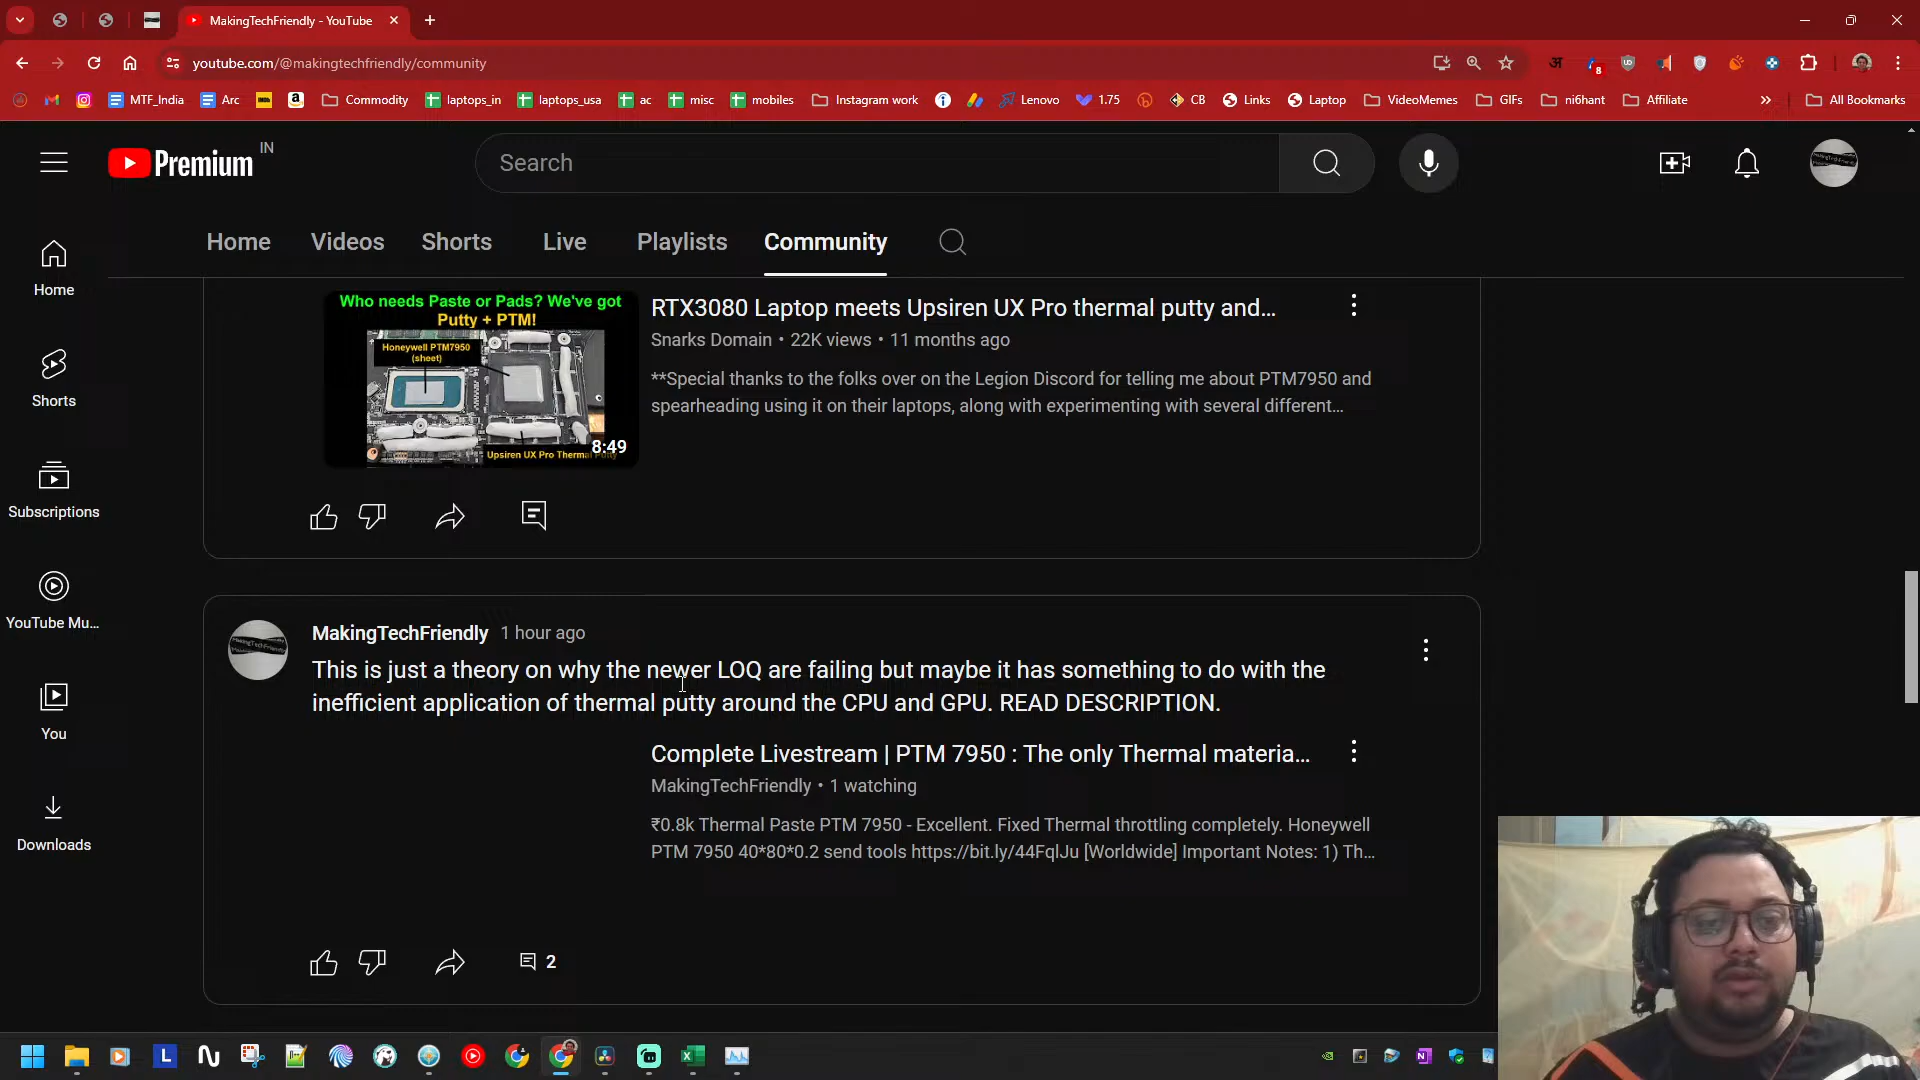 MakingTechFriendly - YouTube
youtube.com/@makingtechfriendly/community
अ
8
MTF_India
Arc
laptops_in
laptops_usa
ac
misc
mobiles
Commodity
Instagram work
Lenovo
1.75
CB
Links
Laptop
VideoMemes
GIFs
ni6hant
Affiliate
All Bookmarks
Premium IN
Search
Home
Videos
Shorts
Live
Playlists
Community
Home
Shorts
Subscriptions
YouTube Mu...
You
Downloads
Who needs Paste or Pads? We've got
Putty + PTM!
Honeywell PTM7950
(sheet)
Upsiren UX Pro Thermal Putty
8:49
RTX3080 Laptop meets Upsiren UX Pro thermal putty and...
Snarks Domain • 22K views • 11 months ago
**Special thanks to the folks over on the Legion Discord for telling me about PTM7950 and
spearheading using it on their laptops, along with experimenting with several different...
MakingTechFriendly 1 hour ago
This is just a theory on why the newer LOQ are failing but maybe it has something to do with the
inefficient application of thermal putty around the CPU and GPU. READ DESCRIPTION.
Complete Livestream | PTM 7950 : The only Thermal materia...
MakingTechFriendly • 1 watching
₹0.8k Thermal Paste PTM 7950 - Excellent. Fixed Thermal throttling completely. Honeywell
PTM 7950 40*80*0.2 send tools https://bit.ly/44FqlJu [Worldwide] Important Notes: 1) Th...
2